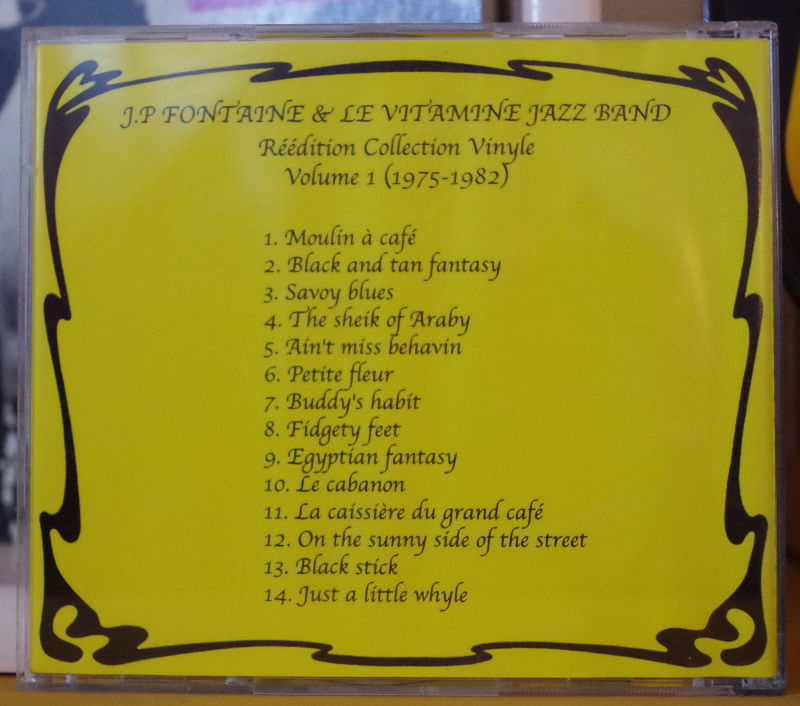 J.P FONTAINE & LE VITAMINE JAZZ BAND
Réédition Collection Vinyle
Volume 1 (1975-1982)
1. Moulin à café
2. Black and tan fantasy
3. Savoy blues
4. The sheik of Araby
5. Ain't miss behavin
6. Petite fleur
7. Buddy's habit
8. Fidgety feet
9. Egyptian fantasy
10. Le cabanon
11. La caissière du grand café
12. On the sunny side of the street
13. Black stick
14. Just a little whyle